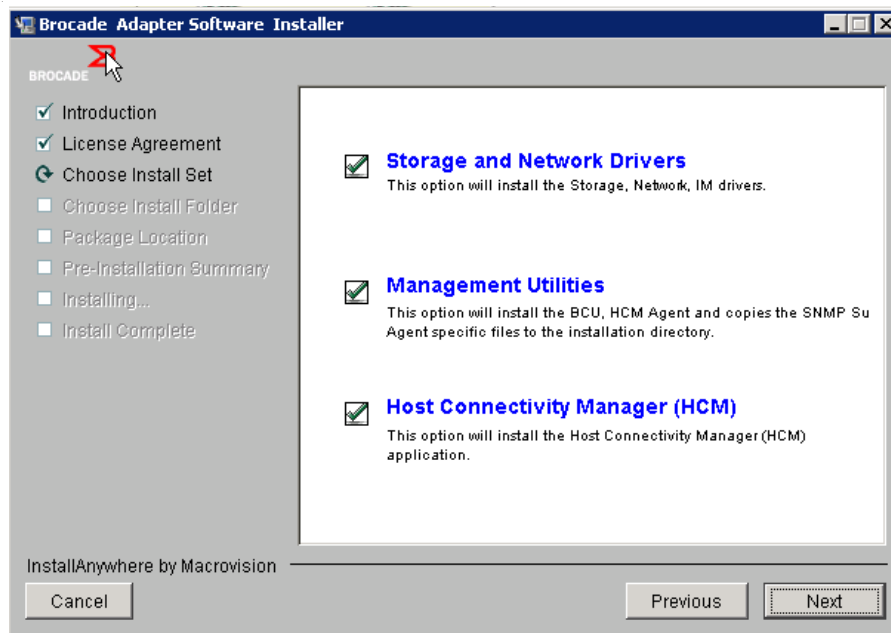 Brocade Adapter Software Installer
BROCADE
Introduction
License Agreement
Choose Install Set
Choose Install Folder
Package Location
Pre-Installation Summary
Installing...
Install Complete
Storage and Network Drivers
This option will install the Storage, Network, IM drivers.
Management Utilities
This option will install the BCU, HCM Agent and copies the SNMP Su
Agent specific files to the installation directory.
Host Connectivity Manager (HCM)
This option will install the Host Connectivity Manager (HCM)
application.
InstallAnywhere by Macrovision
Cancel
Previous
Next